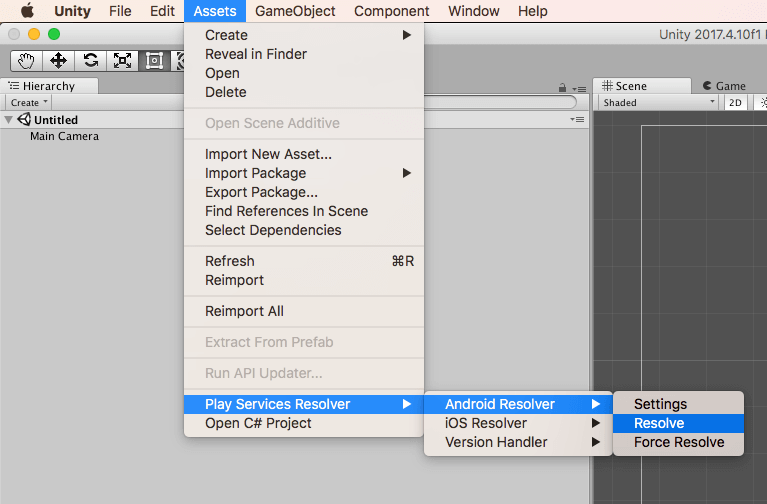 Unity File Edit Assets GameObject Component Window Help
Unity 2017.4.10f1
Hierarchy
Create
Untitled
Main Camera
Create
Reveal in Finder
Open
Delete
Open Scene Additive
Import New Asset...
Import Package
Export Package...
Find References In Scene
Select Dependencies
Refresh ⌘R
Reimport
Reimport All
Extract From Prefab
Run API Updater...
Play Services Resolver
Open C# Project
Android Resolver
iOS Resolver
Version Handler
Settings
Resolve
Force Resolve
Scene Game
Shaded 2D